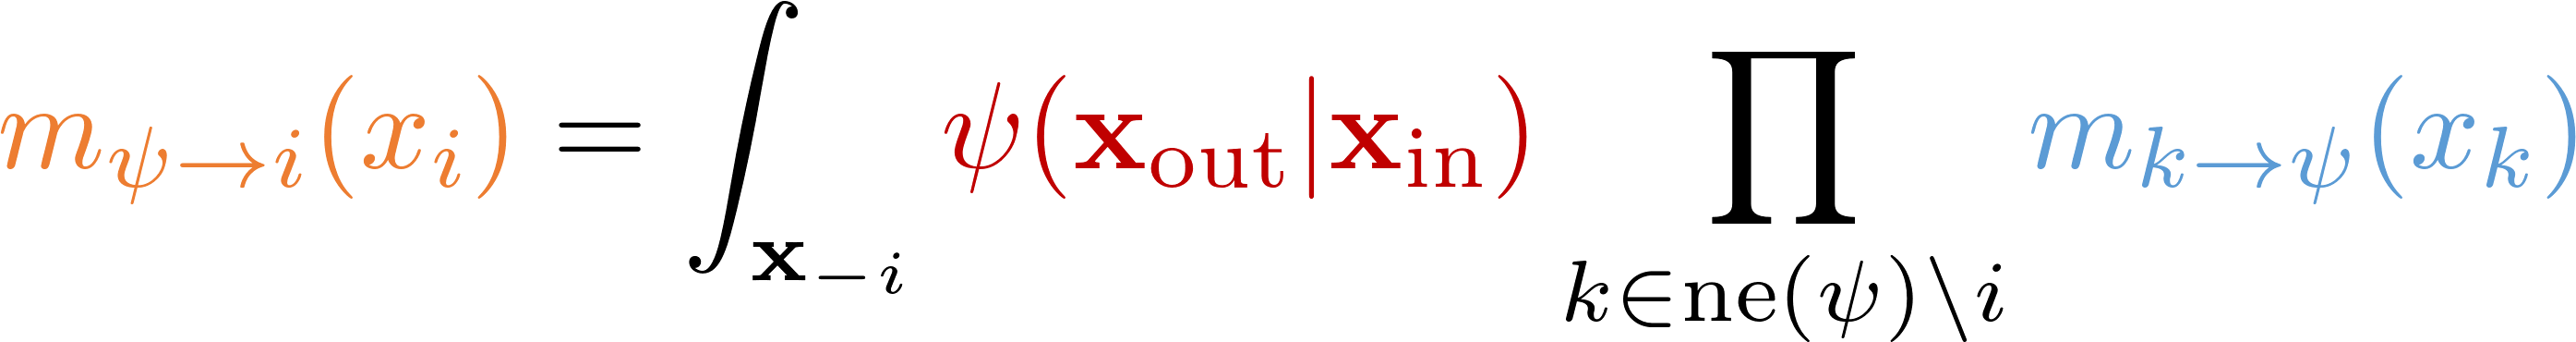 m_{ψ→i}(x_i) = ∫_{𝐱_{−i}} ψ(𝐱_out|𝐱_in) ∏_{k∈ne(ψ)\i} m_{k→ψ}(x_k)